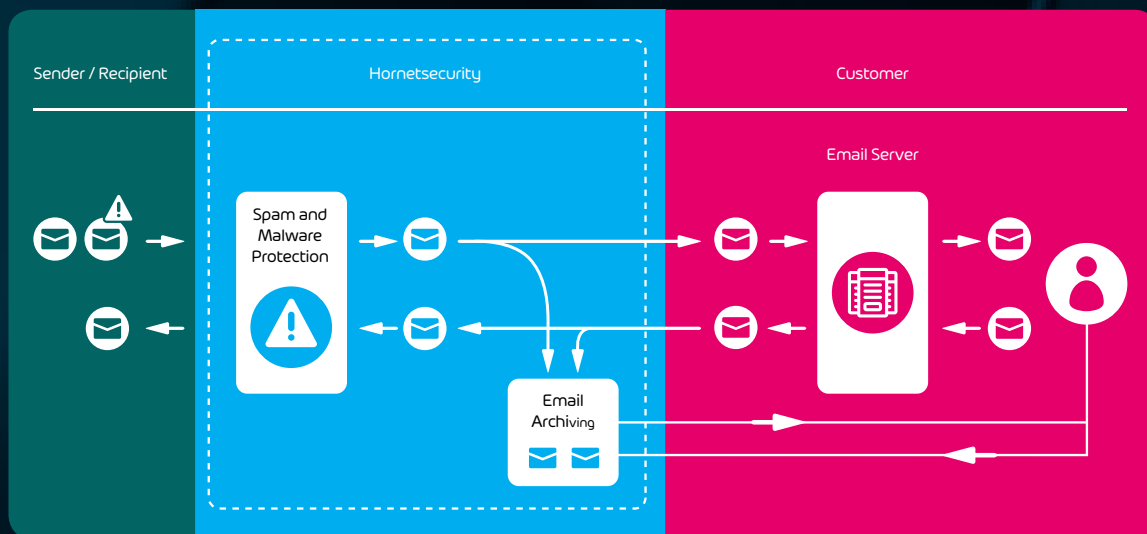 Sender / Recipient
Hornetsecurity
Customer
Email Server
Spam and
Malware
Protection
Email
Archiving